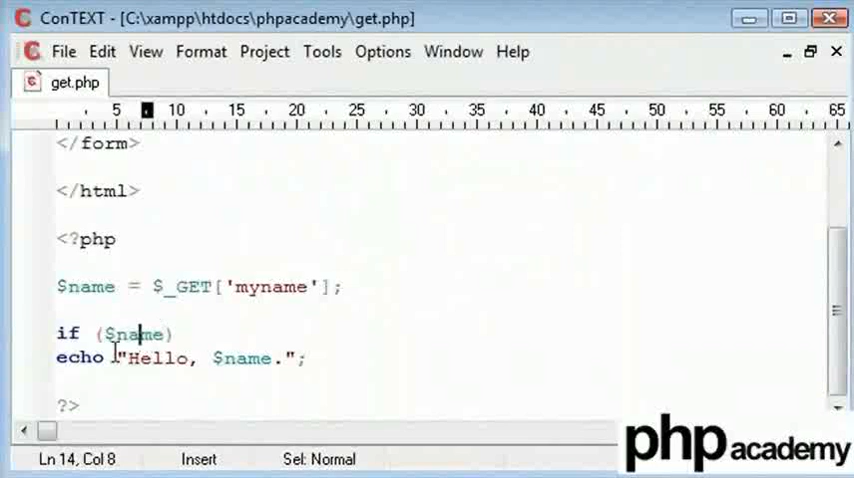 ConTEXT - [C:\xampp\htdocs\phpacademy\get.php]
File Edit View Format Project Tools Options Window Help
get.php
5 10 15 20 25 30 35 40 45 50 55 60 65
</form>
</html>
<?php
$name = $_GET['myname'];
if ($name)
echo "Hello, $name.";
?>
php academy
Ln 14, Col 8 Insert Sel: Normal